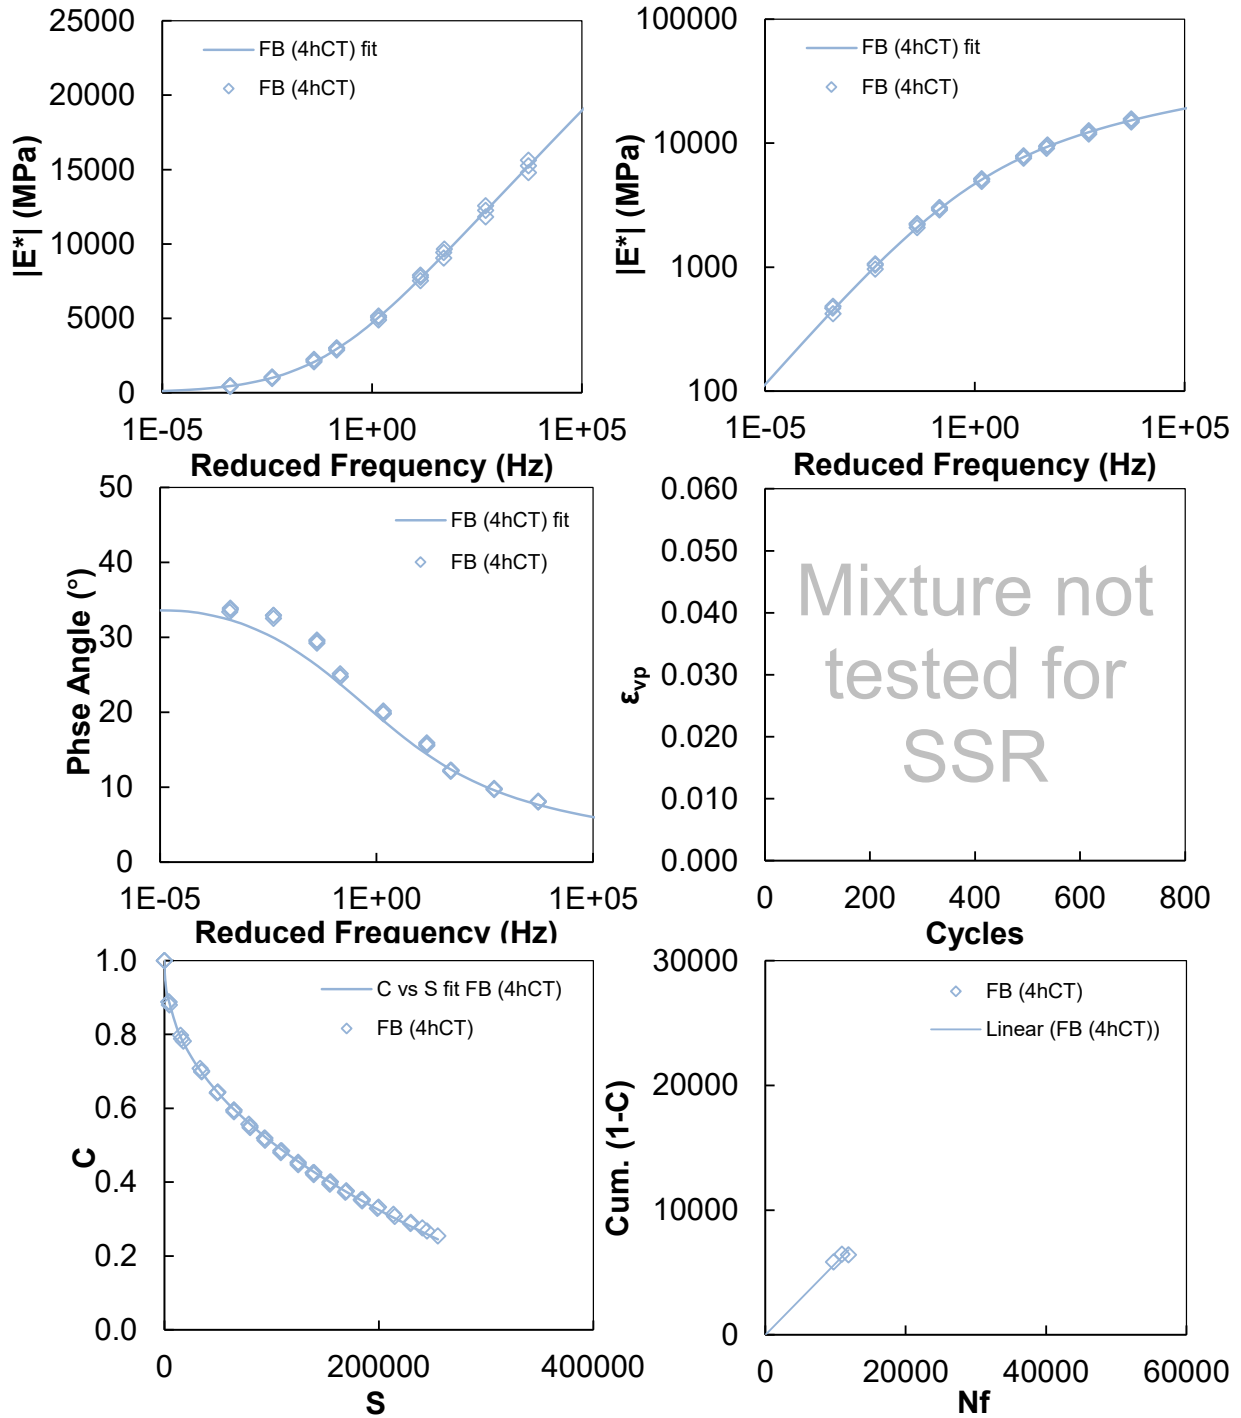 25000
20000
15000
10000
5000
0
|E*| (MPa)
FB (4hCT) fit
FB (4hCT)
1E-05
1E+00
1E+05
Reduced Frequency (Hz)
100000
10000
1000
100
|E*| (MPa)
FB (4hCT) fit
FB (4hCT)
1E-05
1E+00
1E+05
Reduced Frequency (Hz)
50
40
30
20
10
0
Phse Angle (°)
FB (4hCT) fit
FB (4hCT)
1E-05
1E+00
1E+05
Reduced Frequency (Hz)
0.060
0.050
0.040
0.030
0.020
0.010
0.000
εvp
Mixture not
tested for
SSR
0
200
400
600
800
Cycles
1.0
0.8
0.6
0.4
0.2
0.0
C
C vs S fit FB (4hCT)
FB (4hCT)
0
200000
400000
S
30000
20000
10000
0
Cum. (1-C)
FB (4hCT)
Linear (FB (4hCT))
0
20000
40000
60000
Nf